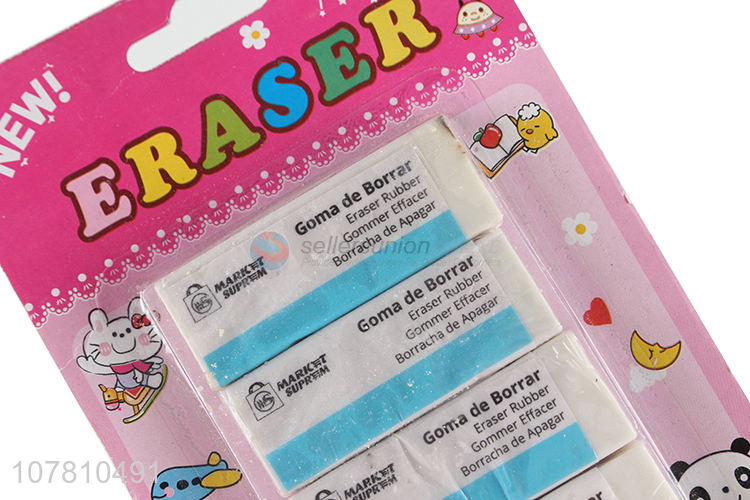 NEW!
ERASER
Goma de Borrar
Eraser Rubber
Gommer Effacer
Borracha de Apagar
MARKET
SUPREM
sellersunion
Goma de Borrar
Eraser Rubber
Gommer Effacer
Borracha de Apagar
MARKET
SUPREM
Goma de Borrar
Eraser Rubber
Gommer Effacer
Borracha de Apagar
MARKET
SUPREM
107810491